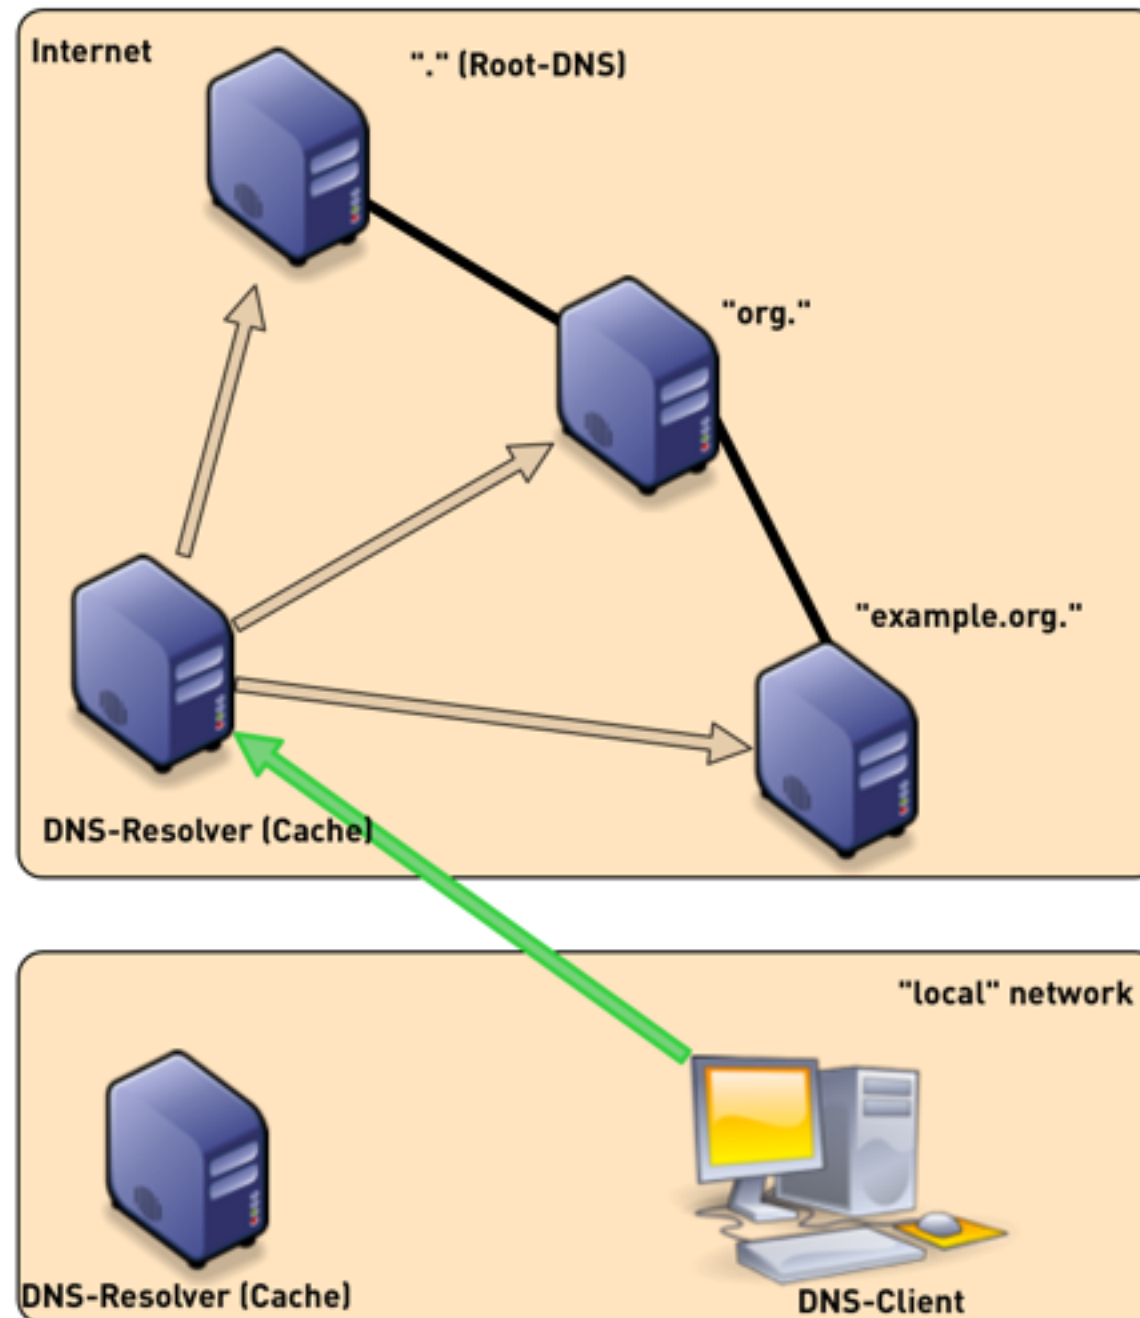 Internet
"." (Root-DNS)
"org."
"example.org."
DNS-Resolver (Cache)
"local" network
DNS-Resolver (Cache)
DNS-Client